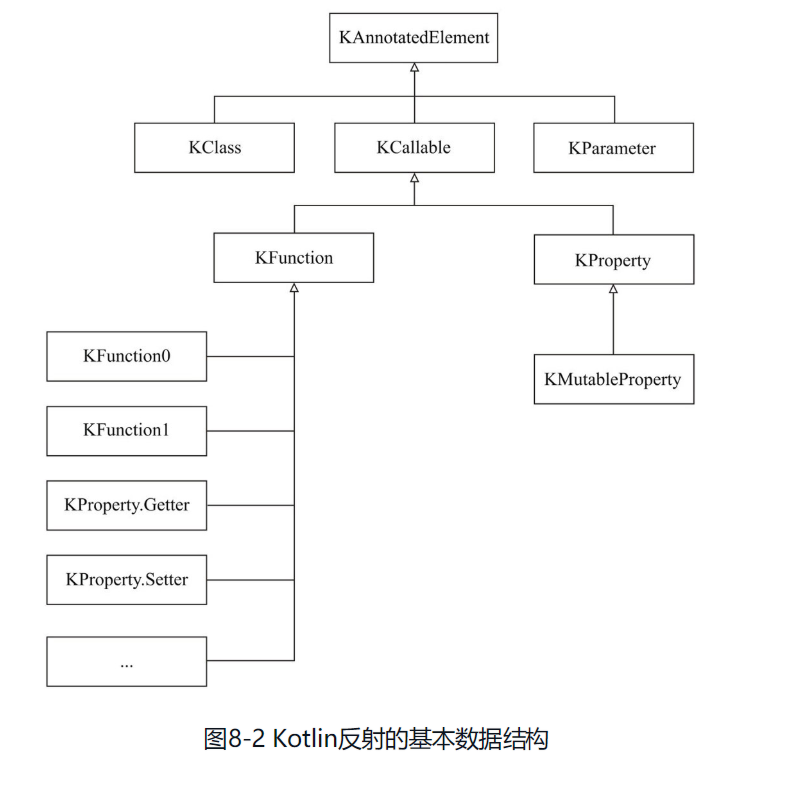 KAnnotatedElement
KClass
KCallable
KParameter
KFunction
KProperty
KFunction0
KMutableProperty
KFunction1
KProperty.Getter
KProperty.Setter
...
图8-2 Kotlin反射的基本数据结构